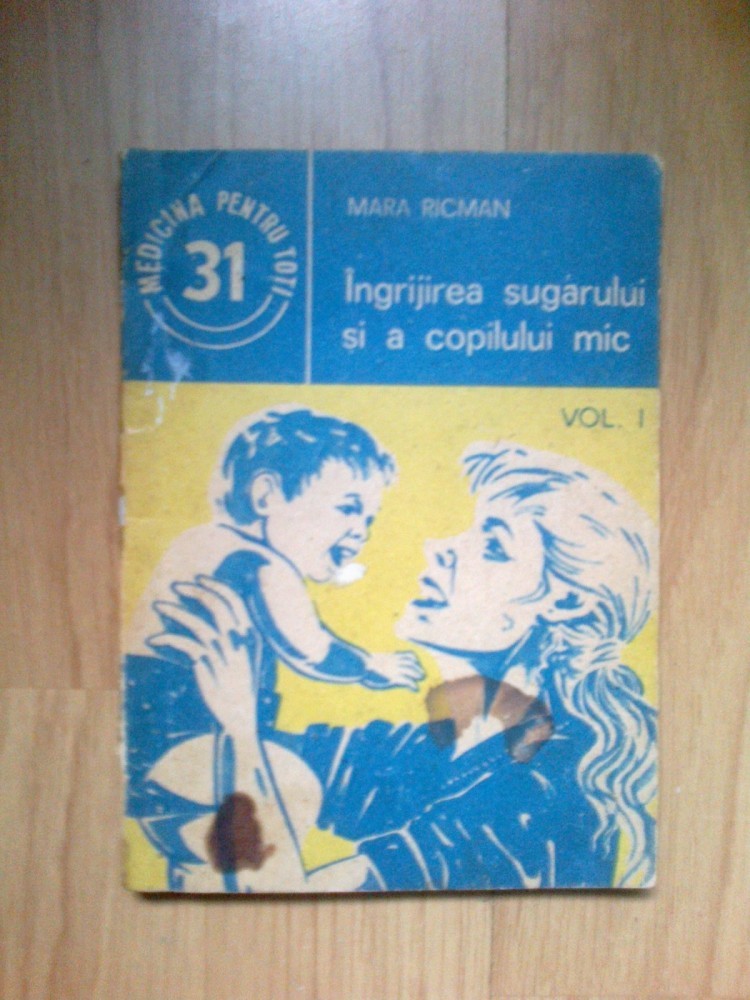 MEDICINA PENTRU TOȚI
31
MARA RICMAN
Îngrijirea sugarului
și a copilului mic
VOL. I